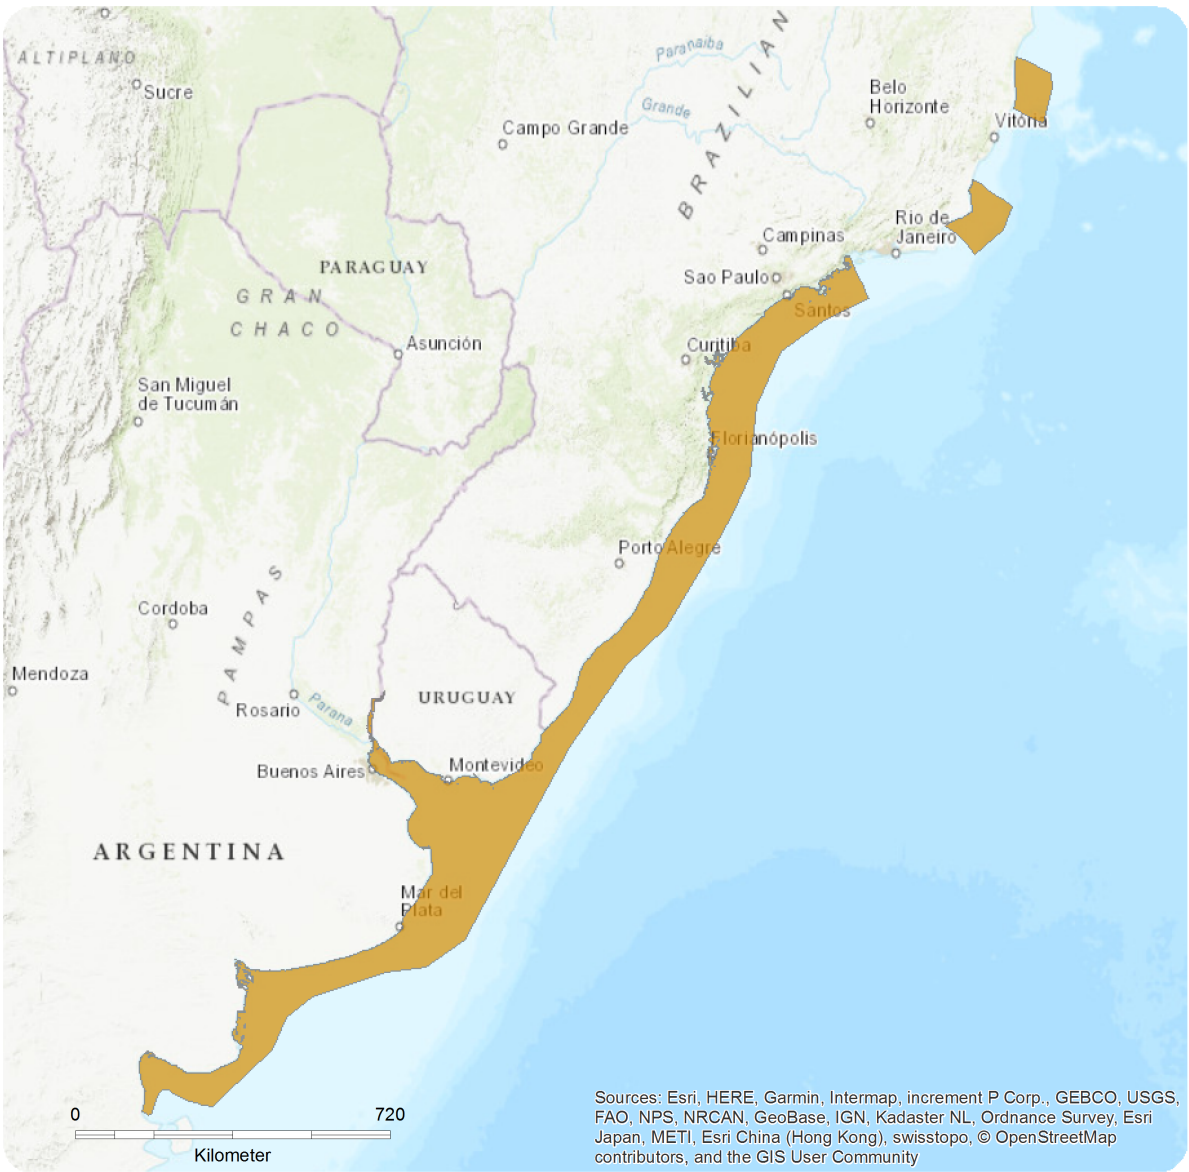 ALTIPLANO
Sucre
Paranaiba
Grande
BRAZILIAN
Belo
Horizonte
Campo Grande
Vitória
Rio de
Janeiro
Campinas
Sao Paulo
Santos
PARAGUAY
GRAN
CHACO
Asunción
Curitiba
San Miguel
de Tucumán
Florianópolis
Porto Alegre
PAMPAS
Cordoba
Mendoza
Rosario
Parana
URUGUAY
Buenos Aires
Montevideo
ARGENTINA
Mar del
Plata
0 720
Kilometer
Sources: Esri, HERE, Garmin, Intermap, increment P Corp., GEBCO, USGS,
FAO, NPS, NRCAN, GeoBase, IGN, Kadaster NL, Ordnance Survey, Esri
Japan, METI, Esri China (Hong Kong), swisstopo, © OpenStreetMap
contributors, and the GIS User Community